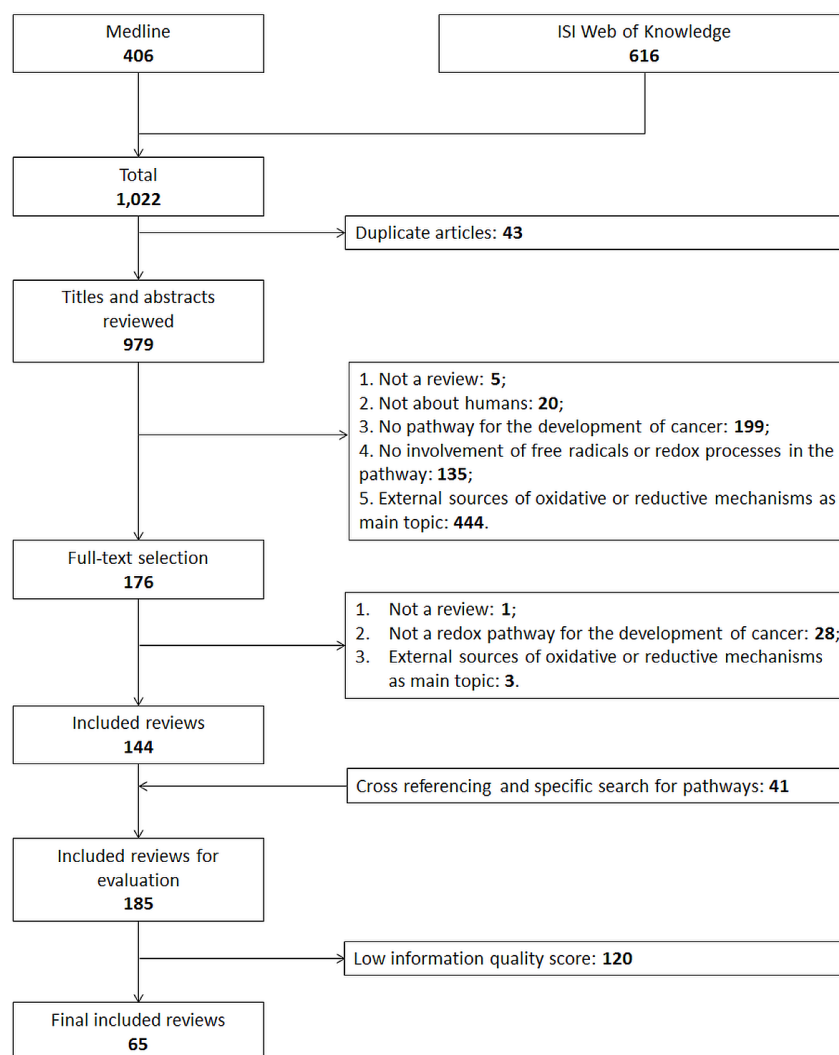 Medline
406
ISI Web of Knowledge
616
Total
1,022
Duplicate articles: 43
Titles and abstracts
reviewed
979
1. Not a review: 5;
2. Not about humans: 20;
3. No pathway for the development of cancer: 199;
4. No involvement of free radicals or redox processes in the
pathway: 135;
5. External sources of oxidative or reductive mechanisms as
main topic: 444.
Full-text selection
176
1. Not a review: 1;
2. Not a redox pathway for the development of cancer: 28;
3. External sources of oxidative or reductive mechanisms
as main topic: 3.
Included reviews
144
Cross referencing and specific search for pathways: 41
Included reviews for
evaluation
185
Low information quality score: 120
Final included reviews
65